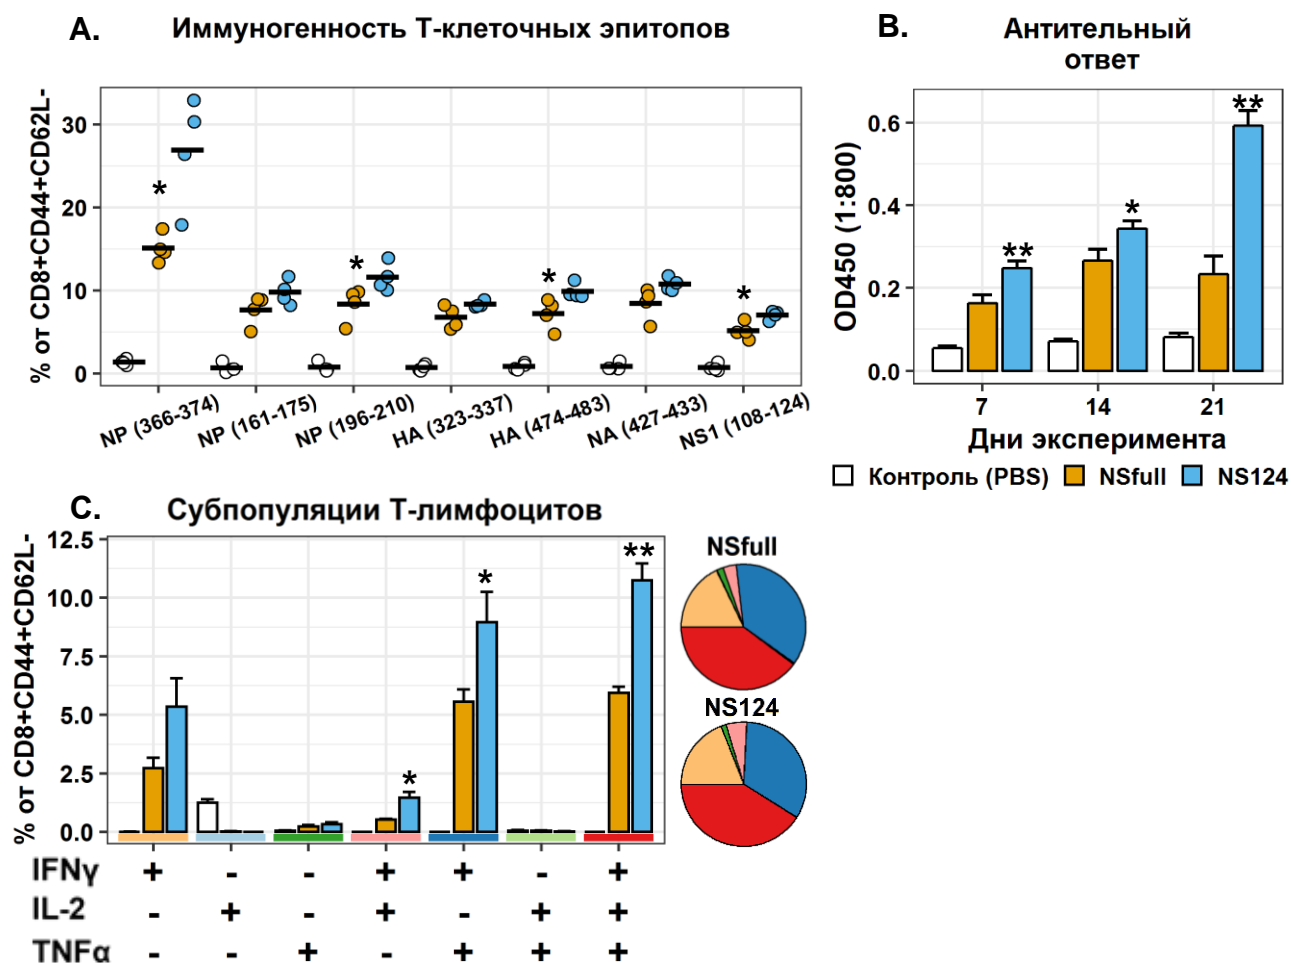 A.
Иммуногенность Т-клеточных эпитопов
% от CD8+CD44+CD62L-
30
20
10
0
*
*
*
*
NP (366-374)
NP (161-175)
NP (196-210)
HA (323-337)
HA (474-483)
NA (427-433)
NS1 (108-124)
B.
Антительный
ответ
OD450 (1:800)
0.6
0.4
0.2
0.0
**
*
**
7
14
21
Дни эксперимента
Контроль (PBS)
NSfull
NS124
C.
Субпопуляции Т-лимфоцитов
% от CD8+CD44+CD62L-
12.5
10.0
7.5
5.0
2.5
0.0
*
*
**
NSfull
NS124
IFNγ + - - + + - +
IL-2 - + - + - + +
TNFα - - + - + + +